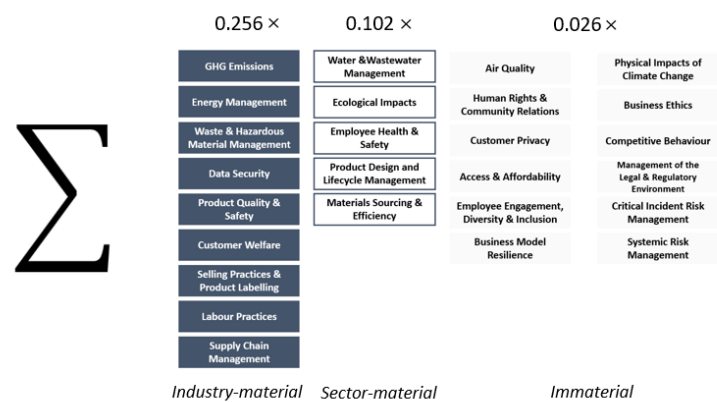 0.256 ×
0.102 ×
0.026 ×
∑
GHG Emissions
Energy Management
Waste & Hazardous
Material Management
Data Security
Product Quality &
Safety
Customer Welfare
Selling Practices &
Product Labelling
Labour Practices
Supply Chain
Management
Industry-material
Water &Wastewater
Management
Ecological Impacts
Employee Health &
Safety
Product Design and
Lifecycle Management
Materials Sourcing &
Efficiency
Sector-material
Air Quality
Human Rights &
Community Relations
Customer Privacy
Access & Affordability
Employee Engagement,
Diversity & Inclusion
Business Model
Resilience
Physical Impacts of
Climate Change
Business Ethics
Competitive Behaviour
Management of the
Legal & Regulatory
Environment
Critical Incident Risk
Management
Systemic Risk
Management
Immaterial